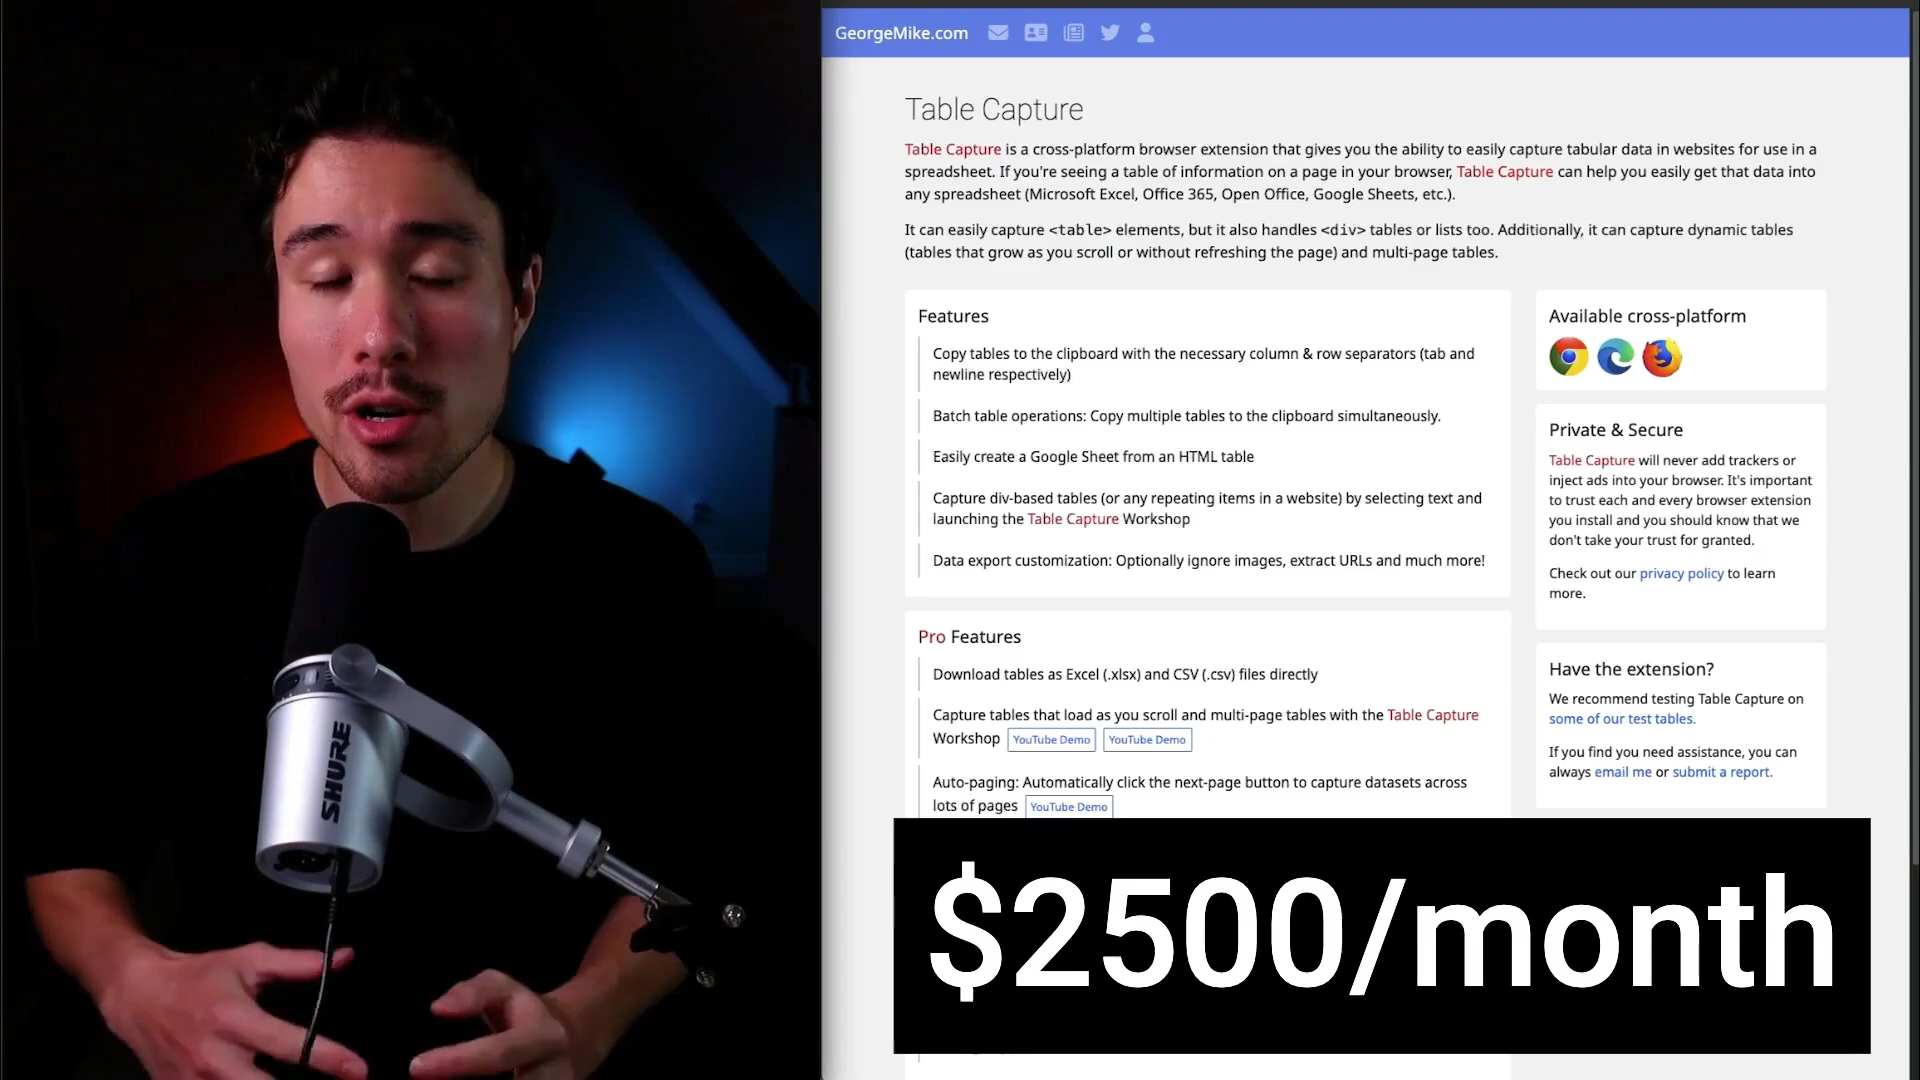 GeorgeMike.com
Table Capture
Table Capture is a cross-platform browser extension that gives you the ability to easily capture tabular data in websites for use in a
spreadsheet. If you're seeing a table of information on a page in your browser, Table Capture can help you easily get that data into
any spreadsheet (Microsoft Excel, Office 365, Open Office, Google Sheets, etc.).
It can easily capture <table> elements, but it also handles <div> tables or lists too. Additionally, it can capture dynamic tables
(tables that grow as you scroll or without refreshing the page) and multi-page tables.
Features
Copy tables to the clipboard with the necessary column & row separators (tab and
newline respectively)
Batch table operations: Copy multiple tables to the clipboard simultaneously.
Easily create a Google Sheet from an HTML table
Capture div-based tables (or any repeating items in a website) by selecting text and
launching the Table Capture Workshop
Data export customization: Optionally ignore images, extract URLs and much more!
Pro Features
Download tables as Excel (.xlsx) and CSV (.csv) files directly
Capture tables that load as you scroll and multi-page tables with the Table Capture
Workshop YouTube Demo YouTube Demo
Auto-paging: Automatically click the next-page button to capture datasets across
lots of pages YouTube Demo
Available cross-platform
Private & Secure
Table Capture will never add trackers or
inject ads into your browser. It's important
to trust each and every browser extension
you install and you should know that we
don't take your trust for granted.
Check out our privacy policy to learn
more.
Have the extension?
We recommend testing Table Capture on
some of our test tables.
If you find you need assistance, you can
always email me or submit a report.
$2500/month
SHURE